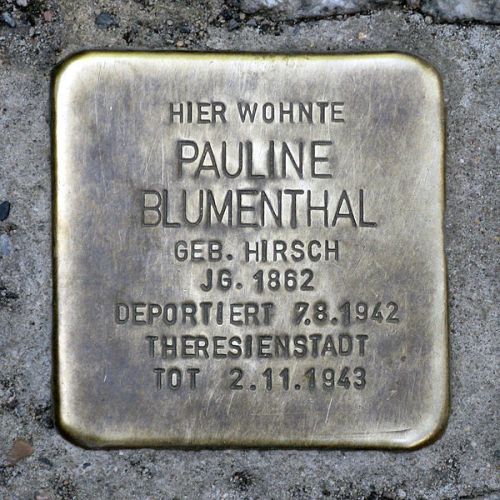 HIER WOHNTE
PAULINE
BLUMENTHAL
GEB. HIRSCH
JG. 1862
DEPORTIERT 7.8.1942
THERESIENSTADT
TOT 2.11.1943